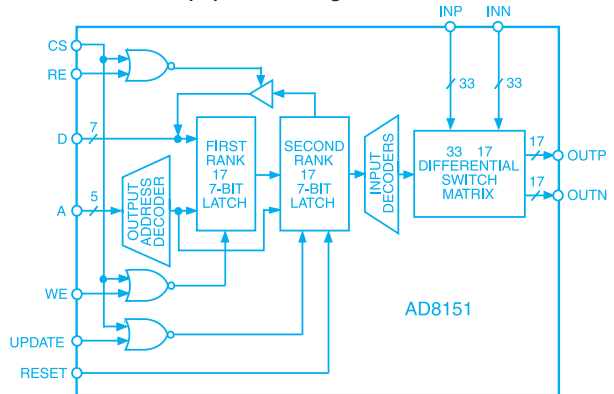 INP INN
CS
RE
33 33
D 7
FIRST
RANK
17
7-BIT
LATCH
SECOND
RANK
17
7-BIT
LATCH
INPUT
DECODERS
33 17
DIFFERENTIAL
SWITCH
MATRIX
17 OUTP
17 OUTN
A 5
OUTPUT
ADDRESS
DECODER
WE
AD8151
UPDATE
RESET